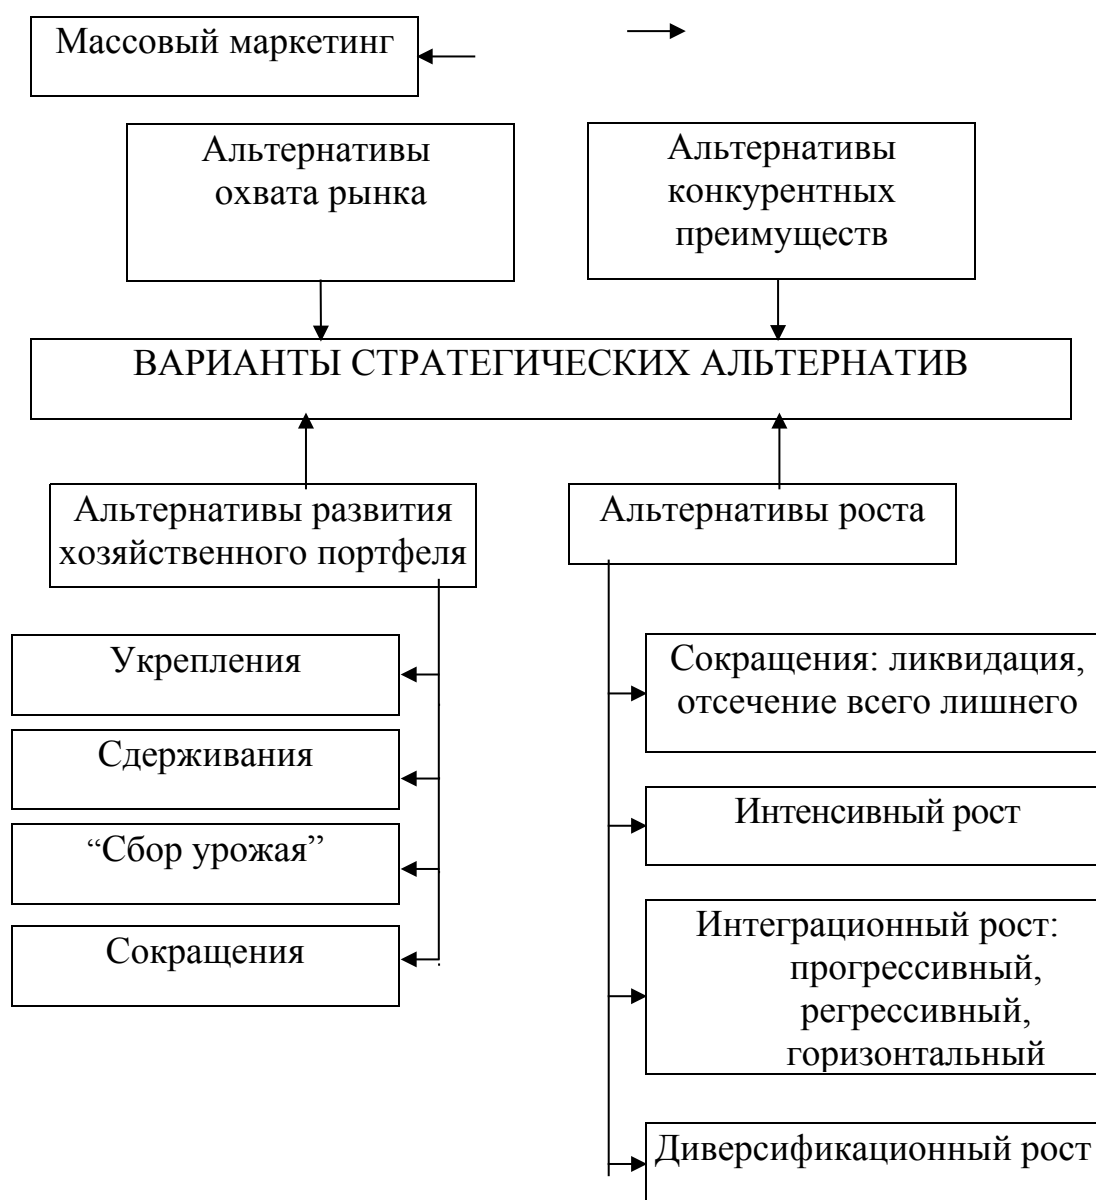 Массовый маркетинг
Альтернативы
охвата рынка
Альтернативы
конкурентных
преимуществ
ВАРИАНТЫ СТРАТЕГИЧЕСКИХ АЛЬТЕРНАТИВ
Альтернативы развития
хозяйственного портфеля
Альтернативы роста
Укрепления
Сдерживания
“Сбор урожая”
Сокращения
Сокращения: ликвидация,
отсечение всего лишнего
Интенсивный рост
Интеграционный рост:
прогрессивный,
регрессивный,
горизонтальный
Диверсификационный рост